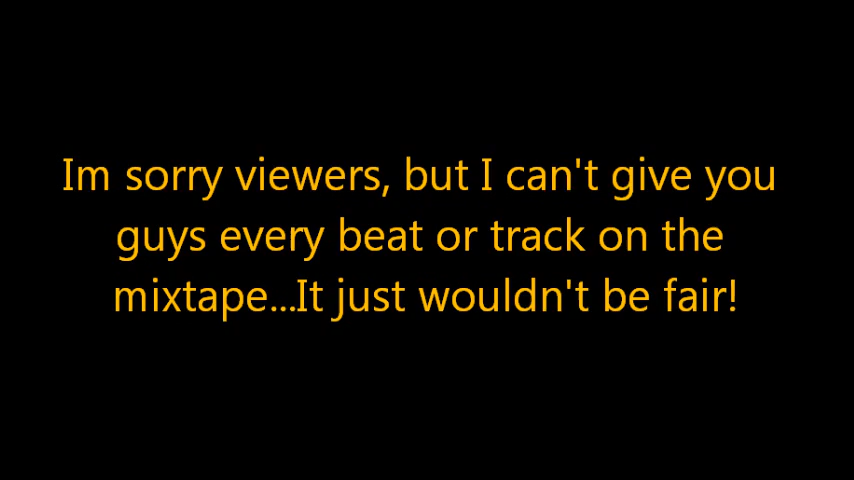 Im sorry viewers, but I can't give you
guys every beat or track on the
mixtape...It just wouldn't be fair!